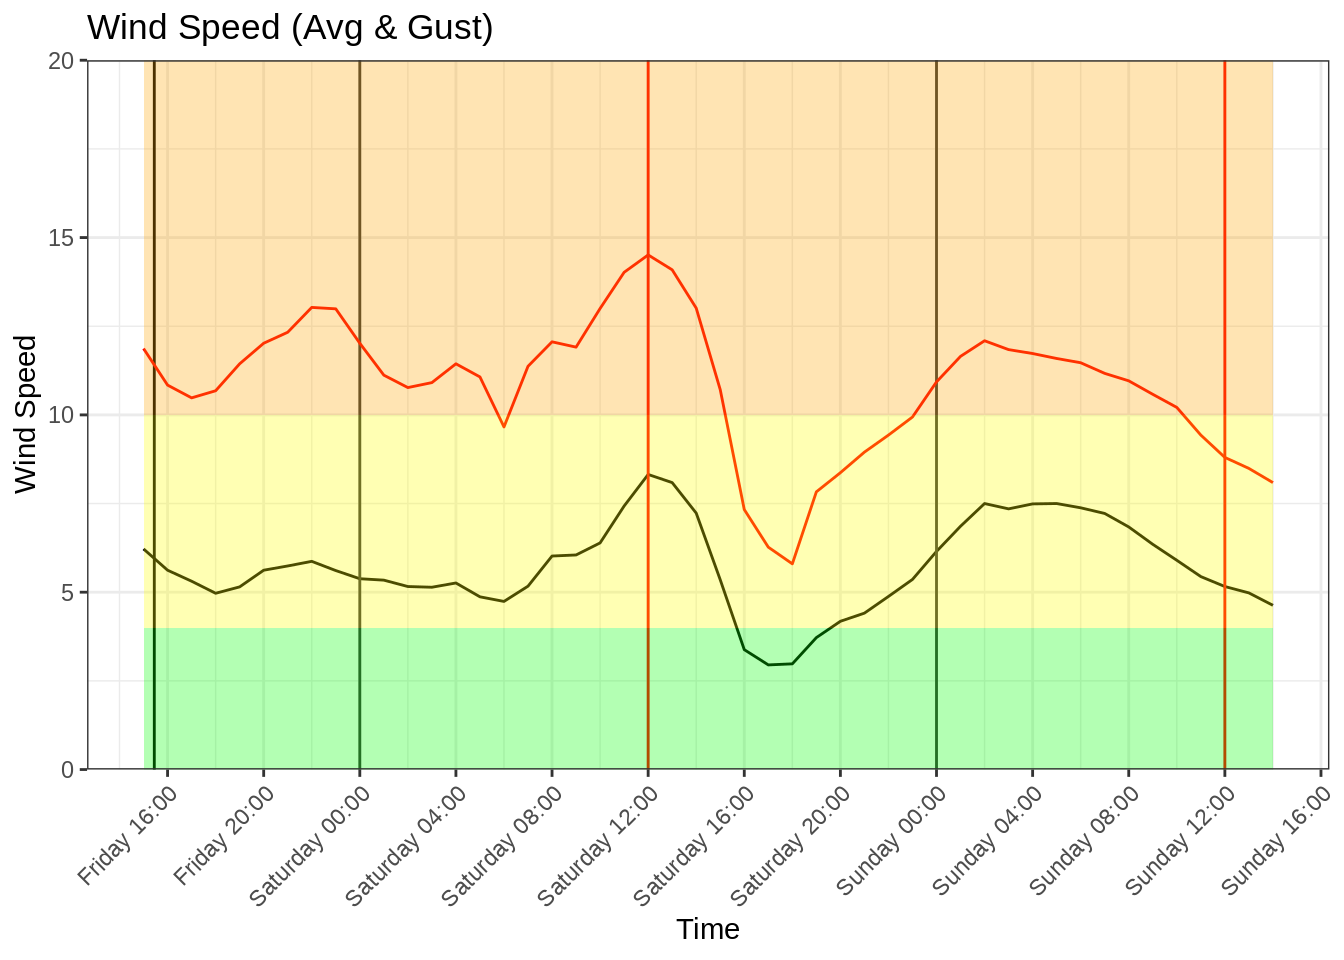 Wind Speed (Avg & Gust)
20
15
10
5
0
Wind Speed
Friday 16:00
Friday 20:00
Saturday 00:00
Saturday 04:00
Saturday 08:00
Saturday 12:00
Saturday 16:00
Saturday 20:00
Sunday 00:00
Sunday 04:00
Sunday 08:00
Sunday 12:00
Sunday 16:00
Time